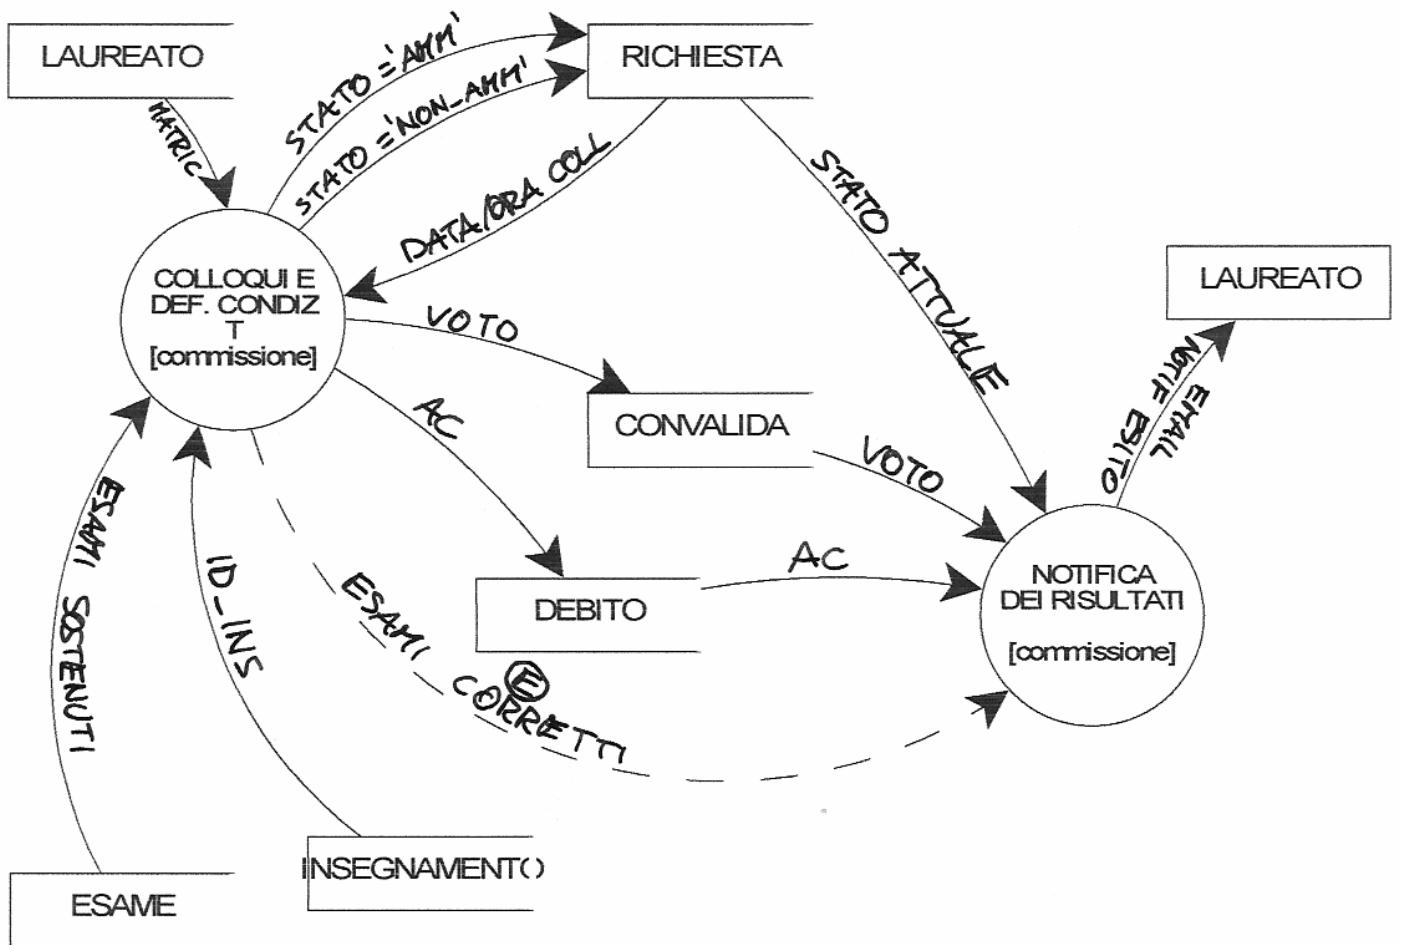 LAUREATO
MATRIC
STATO = 'AMM'
STATO = 'NON_AMM'
RICHIESTA
DATA/ORA COLL
STATO ATTUALE
COLLOQUI E
DEF. CONDIZ
T
[commissione]
VOTO
AC
CONVALIDA
VOTO
LAUREATO
EMAIL
NOTIF ESITO
DEBITO
AC
NOTIFICA
DEI RISULTATI
[commissione]
ESAMI SOSTENUTI
ID_INS
E
ESAMI CORRETTI
INSEGNAMENTO
ESAME